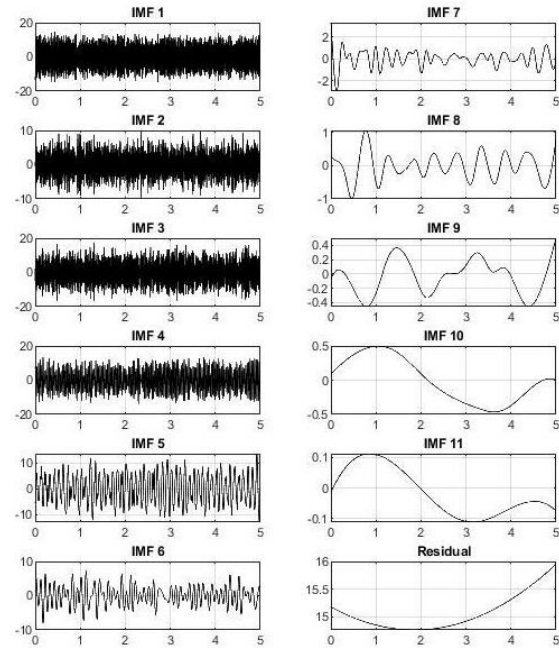 IMF 1
20
0
-20
0 1 2 3 4 5
IMF 2
10
0
-10
0 1 2 3 4 5
IMF 3
20
0
-20
0 1 2 3 4 5
IMF 4
20
0
-20
0 1 2 3 4 5
IMF 5
10
0
-10
0 1 2 3 4 5
IMF 6
10
0
-10
0 1 2 3 4 5
IMF 7
2
0
-2
0 1 2 3 4 5
IMF 8
1
0
-1
0 1 2 3 4 5
IMF 9
0.4
0.2
0
-0.2
-0.4
0 1 2 3 4 5
IMF 10
0.5
0
-0.5
0 1 2 3 4 5
IMF 11
0.1
0
-0.1
0 1 2 3 4 5
Residual
16
15.5
15
0 1 2 3 4 5